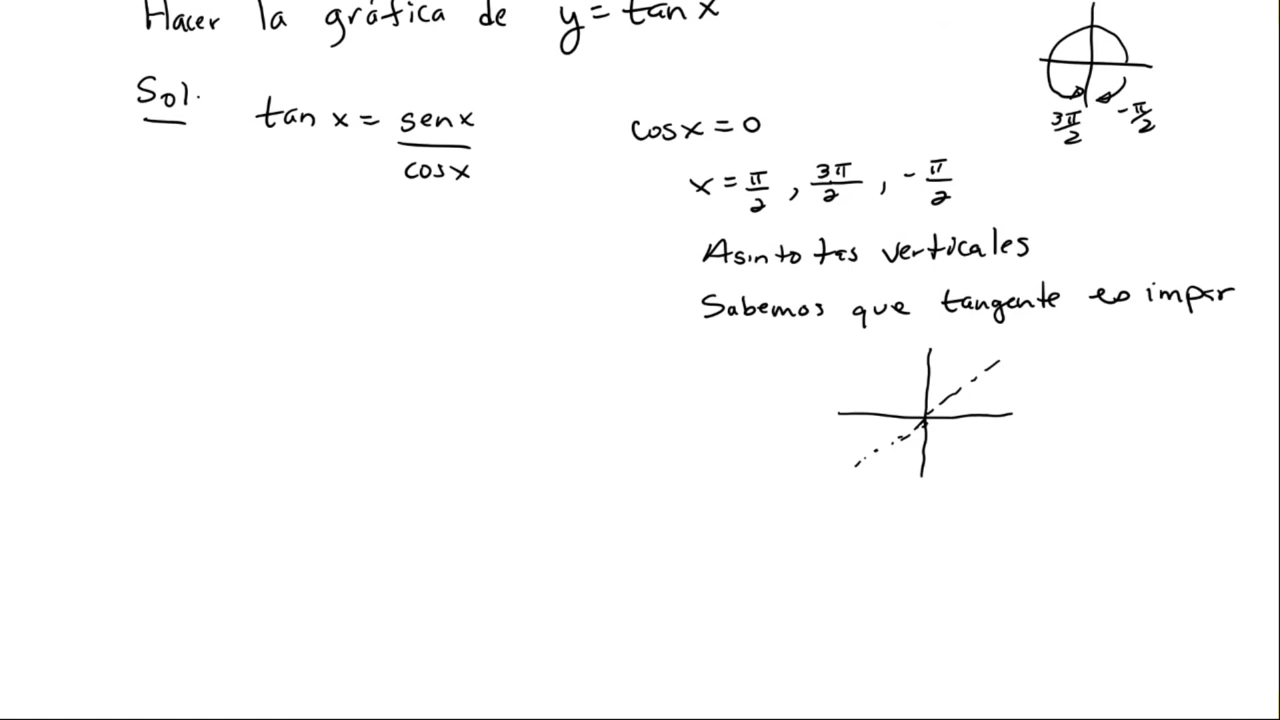 Hacer la gráfica de y = tan x
Sol.
tan x = sen x / cos x
cos x = 0
x = π/2, 3π/2, -π/2
Asintotas verticales
Sabemos que tangente es impar
3π/2
-π/2